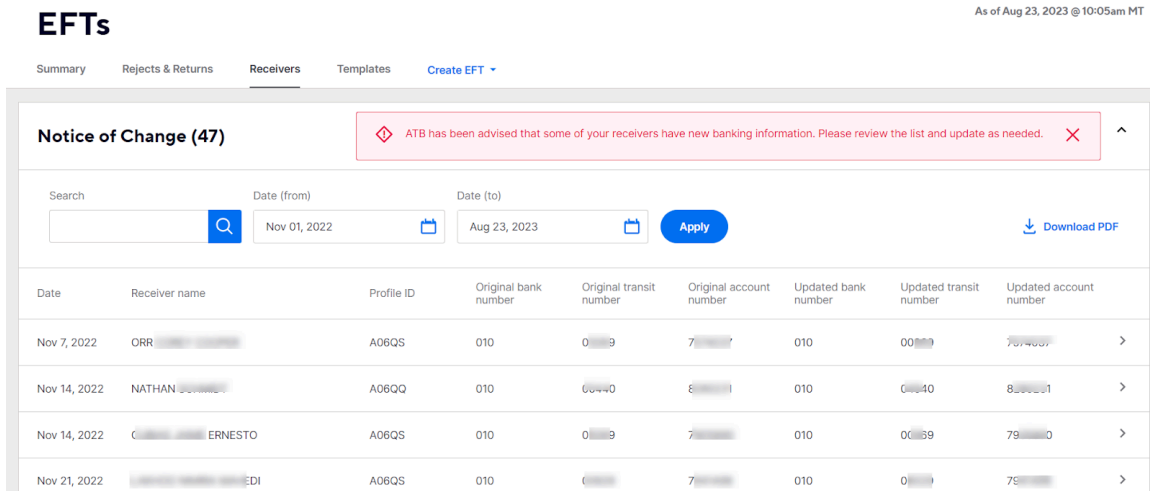 As of Aug 23, 2023 @ 10:05am MT
EFTs
Summary Rejects & Returns Receivers Templates Create EFT
Notice of Change (47)
ATB has been advised that some of your receivers have new banking information. Please review the list and update as needed.
Search Date (from) Date (to)
Nov 01, 2022 Aug 23, 2023 Apply Download PDF
Date Receiver name Profile ID Original bank number Original transit number Original account number Updated bank number Updated transit number Updated account number
Nov 7, 2022 ORR A06QS 010 010
Nov 14, 2022 NATHAN A06QQ 010 010
Nov 14, 2022 ERNESTO A06QS 010 010
Nov 21, 2022 A06QS 010 010